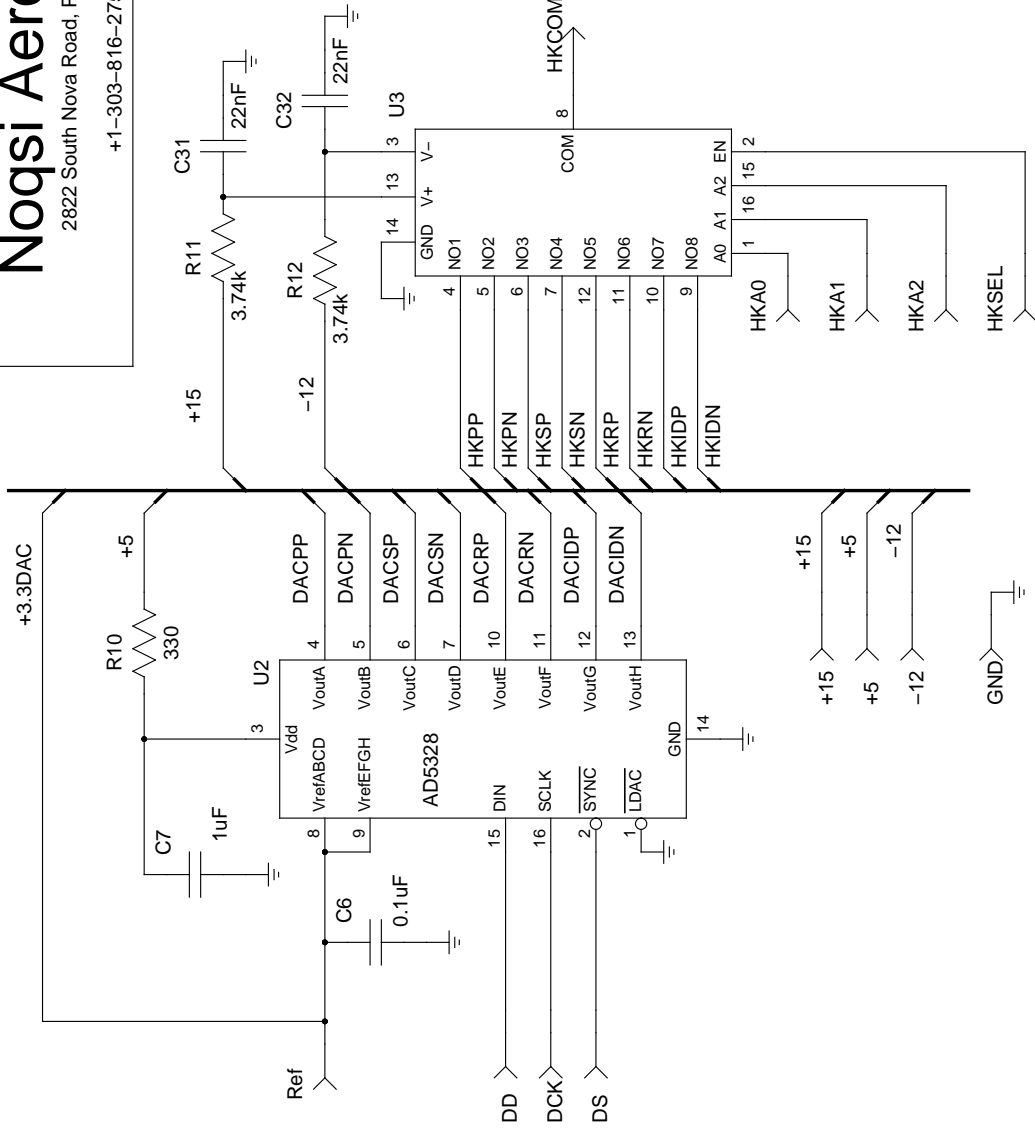 Noqsi Aero
2822 South Nova Road,
+1–303–816–27
+3.3DAC
+5
R10
330
C7
1uF
+15
R11
3.74k
C31
22nF
–12
R12
3.74k
C32
22nF
Ref
C6
0.1uF
DD
DCK
DS
U2
AD5328
3
Vdd
8
VrefABCD
9
VrefEFGH
15
DIN
16
SCLK
2
SYNC
1
LDAC
GND
14
VoutA
4
DACPP
VoutB
5
DACPN
VoutC
6
DACSP
VoutD
7
DACSN
VoutE
10
DACRP
VoutF
11
DACRN
VoutG
12
DACIDP
VoutH
13
DACIDN
U3
3
V–
13
V+
14
GND
HKPP
4
NO1
HKPN
5
NO2
HKSP
6
NO3
HKSN
7
NO4
HKRP
12
NO5
HKRN
11
NO6
HKIDP
10
NO7
HKIDN
9
NO8
COM
8
HKCOM
A0
1
HKA0
A1
16
HKA1
A2
15
HKA2
EN
2
HKSEL
+15
+15
+5
+5
–12
–12
GND